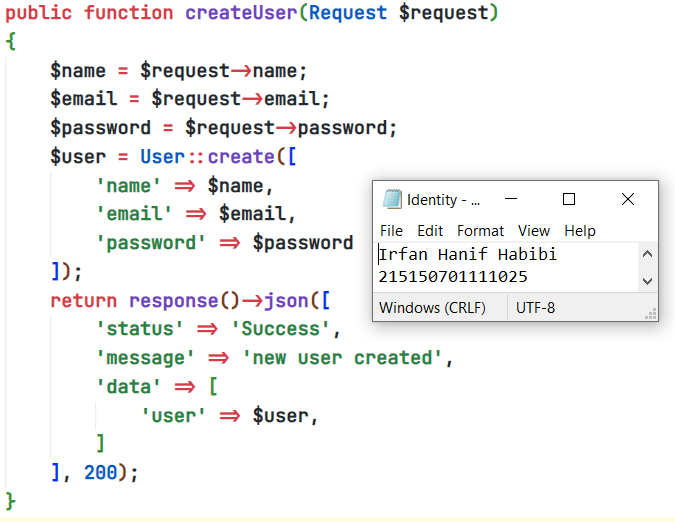 public function createUser(Request $request)
{
    $name = $request->name;
    $email = $request->email;
    $password = $request->password;
    $user = User::create([
        'name' => $name,
        'email' => $email,
        'password' => $password
    ]);
    return response()->json([
        'status' => 'Success',
        'message' => 'new user created',
        'data' => [
            'user' => $user,
        ]
    ], 200);
}
Identity - ...
File Edit Format View Help
Irfan Hanif Habibi
215150701111025
Windows (CRLF) UTF-8